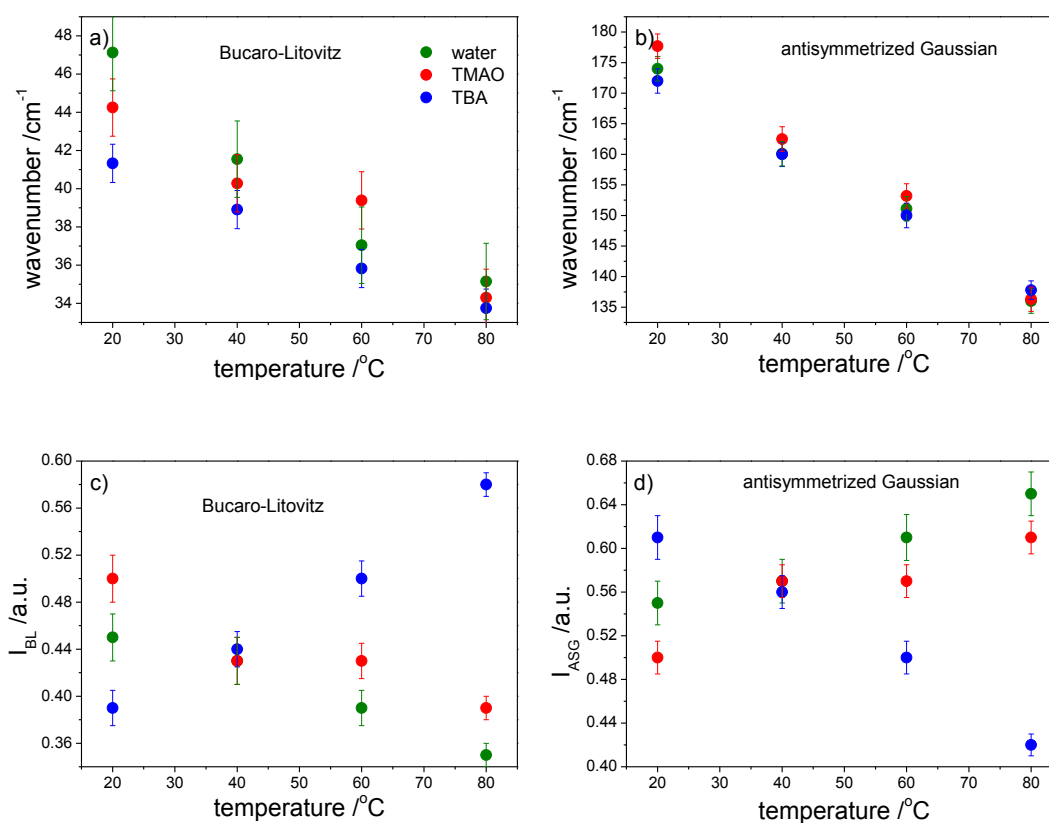 a)
Bucaro-Litovitz
water
TMAO
TBA
wavenumber /cm⁻¹
48
46
44
42
40
38
36
34
20 30 40 50 60 70 80
temperature /°C
b)
antisymmetrized Gaussian
wavenumber /cm⁻¹
180
175
170
165
160
155
150
145
140
135
20 30 40 50 60 70 80
temperature /°C
c)
Bucaro-Litovitz
I_BL /a.u.
0.60
0.56
0.52
0.48
0.44
0.40
0.36
20 30 40 50 60 70 80
temperature /°C
d)
antisymmetrized Gaussian
I_ASG /a.u.
0.68
0.64
0.60
0.56
0.52
0.48
0.44
0.40
20 30 40 50 60 70 80
temperature /°C